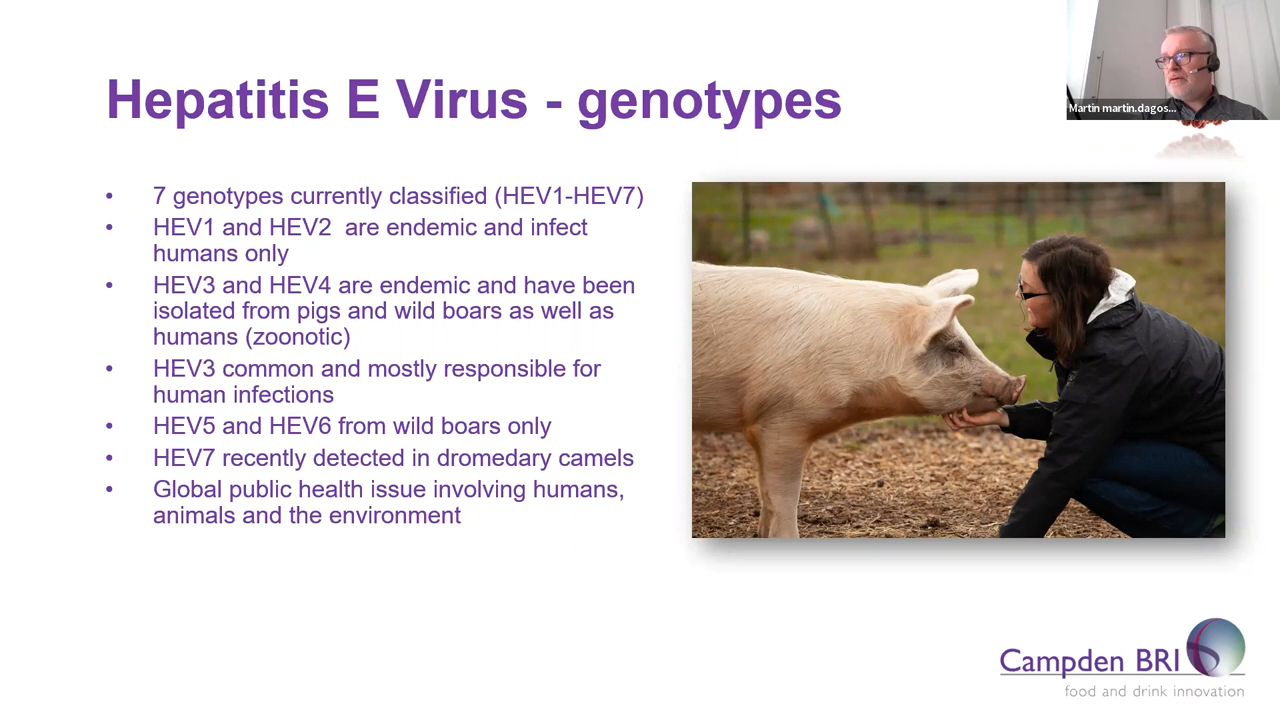 Martin martin.dagos...
Hepatitis E Virus - genotypes
• 7 genotypes currently classified (HEV1-HEV7)
• HEV1 and HEV2 are endemic and infect
humans only
• HEV3 and HEV4 are endemic and have been
isolated from pigs and wild boars as well as
humans (zoonotic)
• HEV3 common and mostly responsible for
human infections
• HEV5 and HEV6 from wild boars only
• HEV7 recently detected in dromedary camels
• Global public health issue involving humans,
animals and the environment
Campden BRI
food and drink innovation